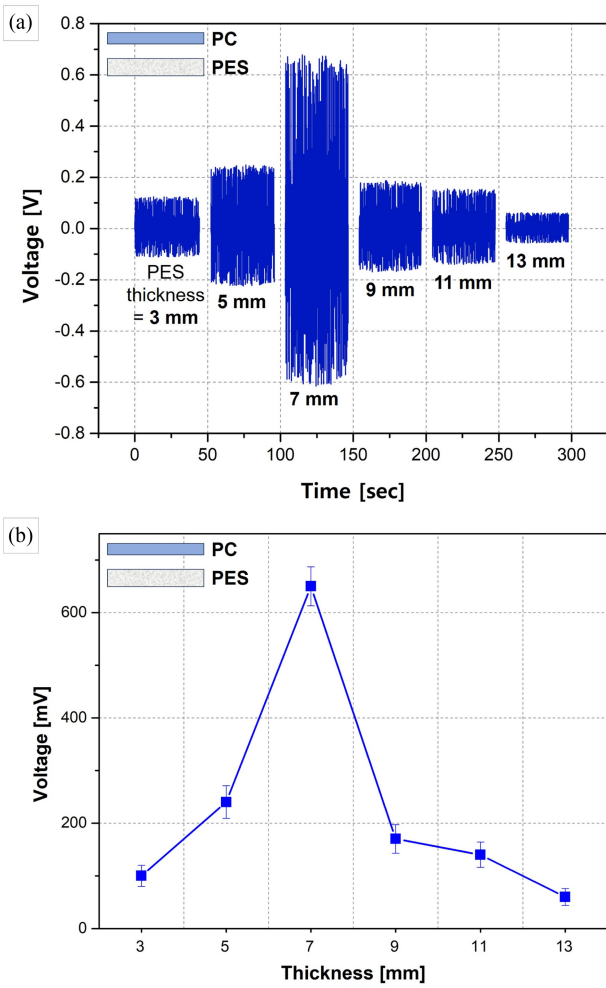 (a)
PC
PES
0.8
0.6
0.4
0.2
0.0
-0.2
-0.4
-0.6
-0.8
Voltage [V]
PES
thickness
= 3 mm
5 mm
7 mm
9 mm
11 mm
13 mm
0 50 100 150 200 250 300
Time [sec]
(b)
PC
PES
600
400
200
0
Voltage [mV]
3 5 7 9 11 13
Thickness [mm]